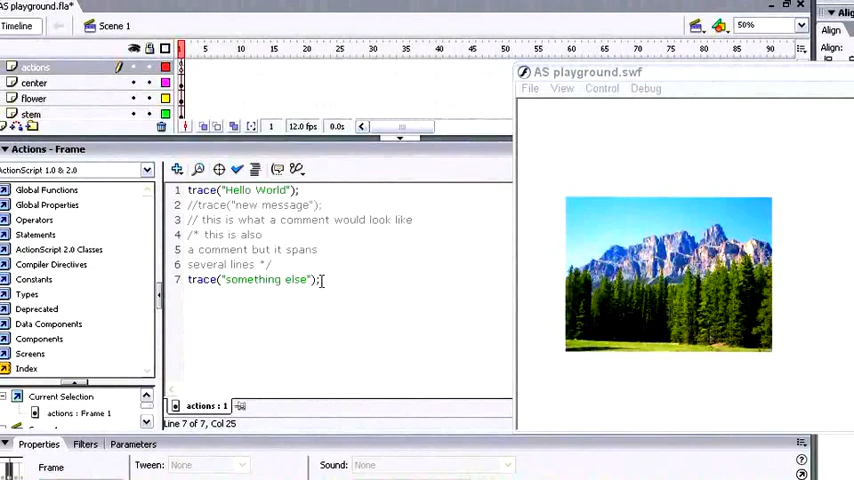 AS playground.fla*
Timeline
Scene 1
50%
Align
Align:
1 5 10 15 20 25 30 35 40 45 50 55 60 65 70 75 80 85 90
actions
center
flower
stem
1 12.0 fps 0.0s
AS playground.swf
File View Control Debug
Actions - Frame
ActionScript 1.0 & 2.0
Global Functions
Global Properties
Operators
Statements
ActionScript 2.0 Classes
Compiler Directives
Constants
Types
Deprecated
Data Components
Components
Screens
Index
Current Selection
actions : Frame 1
1 trace("Hello World");
2 //trace("new message");
3 // this is what a comment would look like
4 /* this is also
5 a comment but it spans
6 several lines */
7 trace("something else");
actions : 1
Line 7 of 7, Col 25
Properties Filters Parameters
Frame
Tween: None
Sound: None